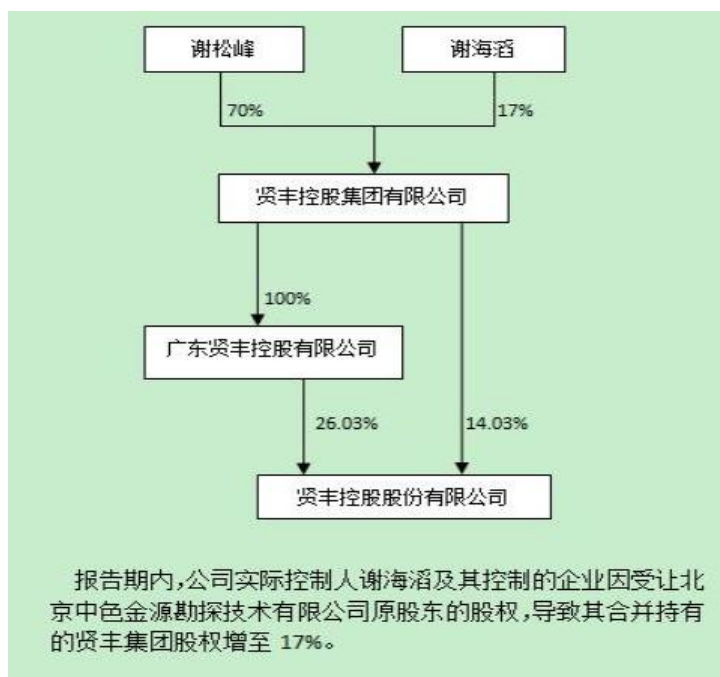 谢松峰
谢海滔
70%
17%
贤丰控股集团有限公司
100%
广东贤丰控股有限公司
26.03%
14.03%
贤丰控股股份有限公司
报告期内,公司实际控制人谢海滔及其控制的企业因受让北
京中色金源勘探技术有限公司原股东的股权,导致其合并持有
的贤丰集团股权增至 17%。